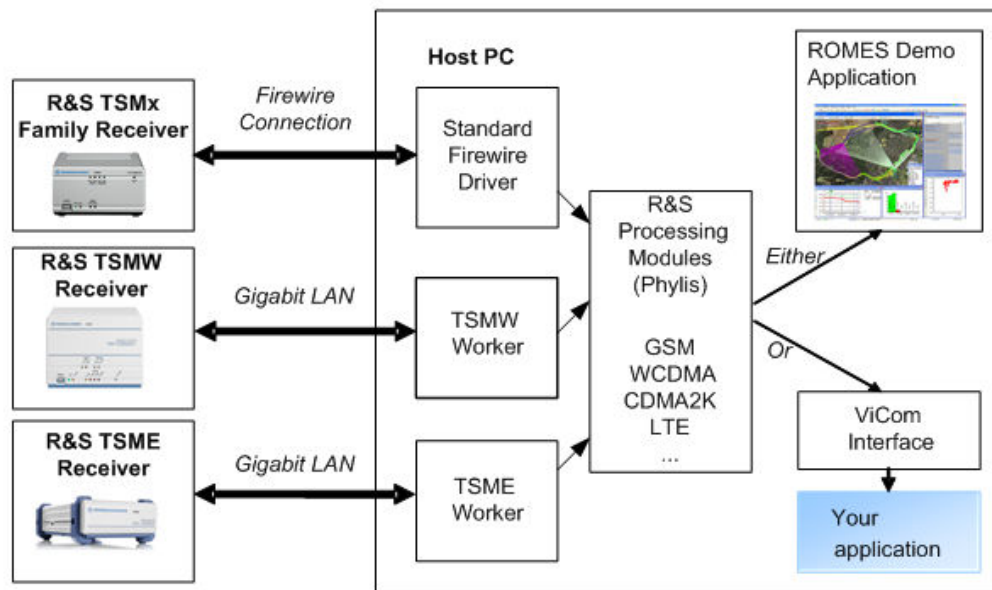 Host PC
R&S TSMx
Family Receiver
Firewire
Connection
Standard
Firewire
Driver
R&S TSMW
Receiver
Gigabit LAN
TSMW
Worker
R&S TSME
Receiver
Gigabit LAN
TSME
Worker
R&S
Processing
Modules
(Phylis)
GSM
WCDMA
CDMA2K
LTE
...
Either
Or
ROMES Demo
Application
ViCom
Interface
Your
application